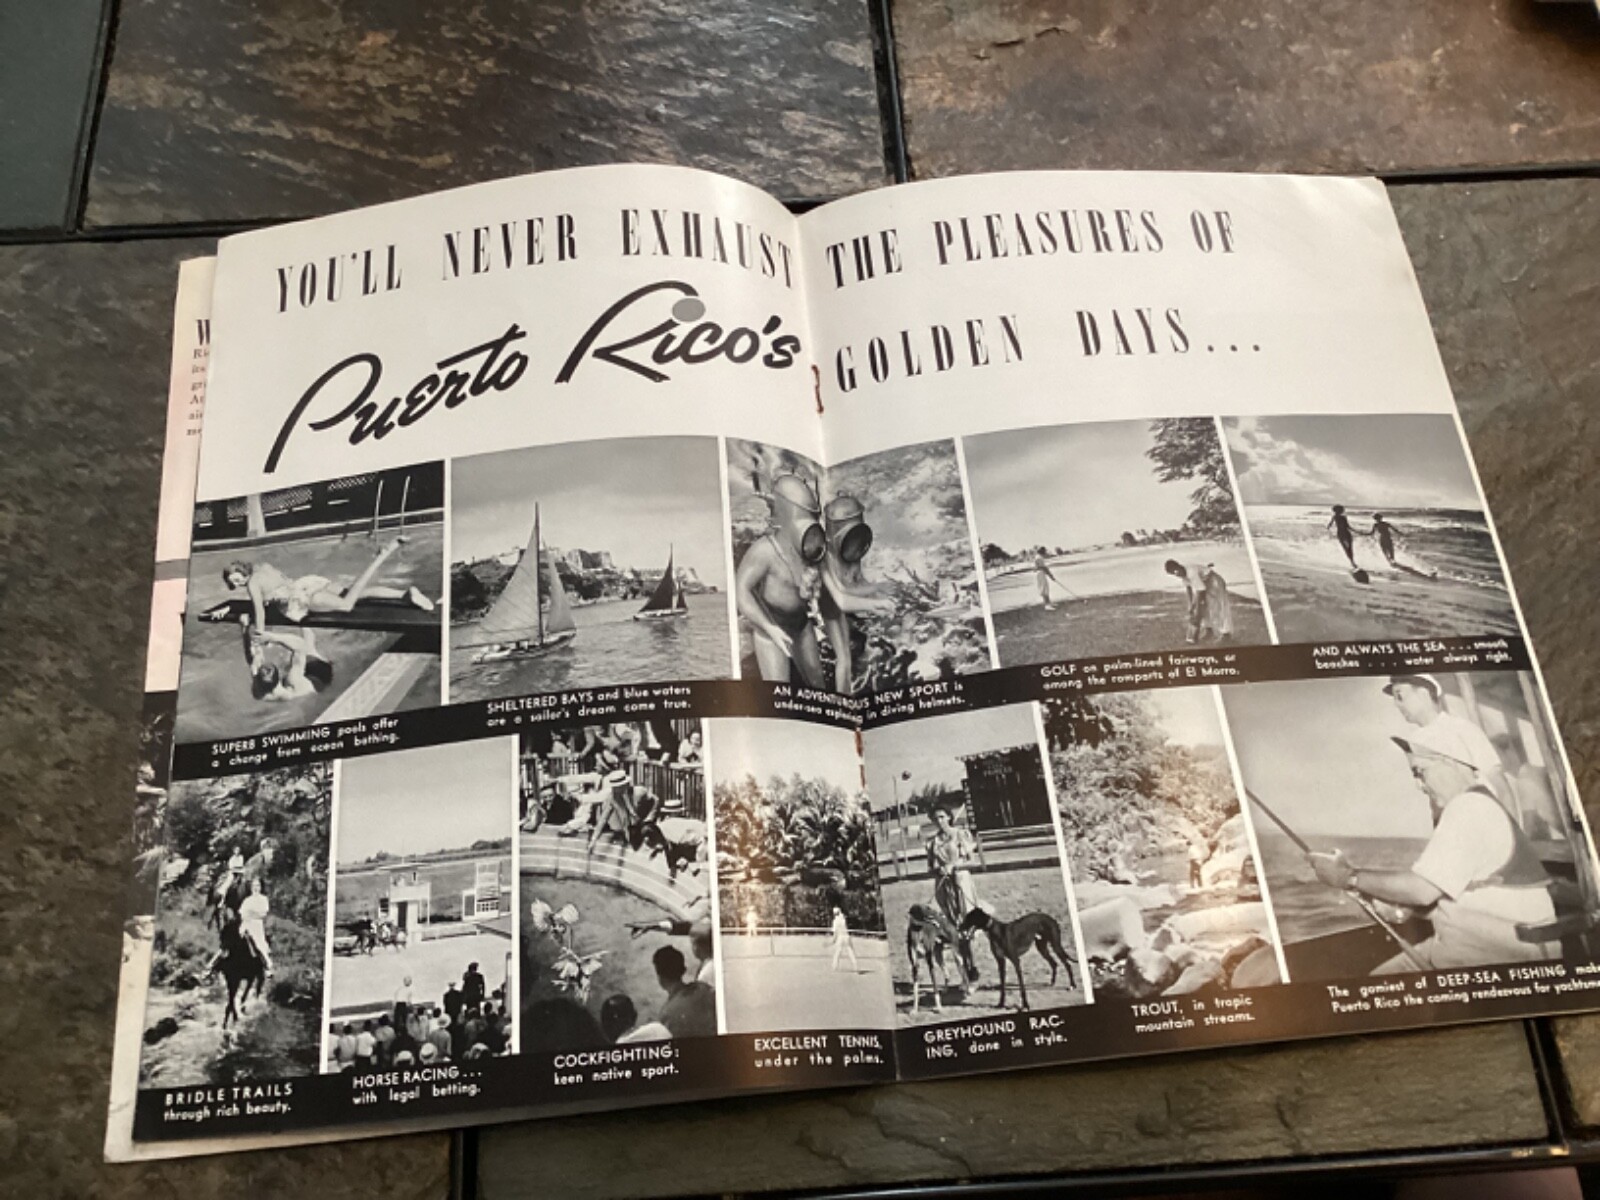 YOU'LL NEVER EXHAUST THE PLEASURES OF
Puerto Rico's GOLDEN DAYS...
SUPERB SWIMMING pools offer
a change from ocean bathing.
SHELTERED BAYS and blue waters
are a sailor's dream come true.
AN ADVENTUROUS NEW SPORT is
under-sea exploring in diving helmets.
GOLF on palm-lined fairways, or
among the ramparts of El Morro.
AND ALWAYS THE SEA ... smooth
beaches ... water always right.
BRIDLE TRAILS
through rich beauty.
HORSE RACING...
with legal betting.
COCKFIGHTING:
keen native sport.
EXCELLENT TENNIS,
under the palms.
GREYHOUND RAC-
ING, done in style.
TROUT, in tropic
mountain streams.
The gamiest of DEEP-SEA FISHING make
Puerto Rico the coming rendezvous for yachtsme